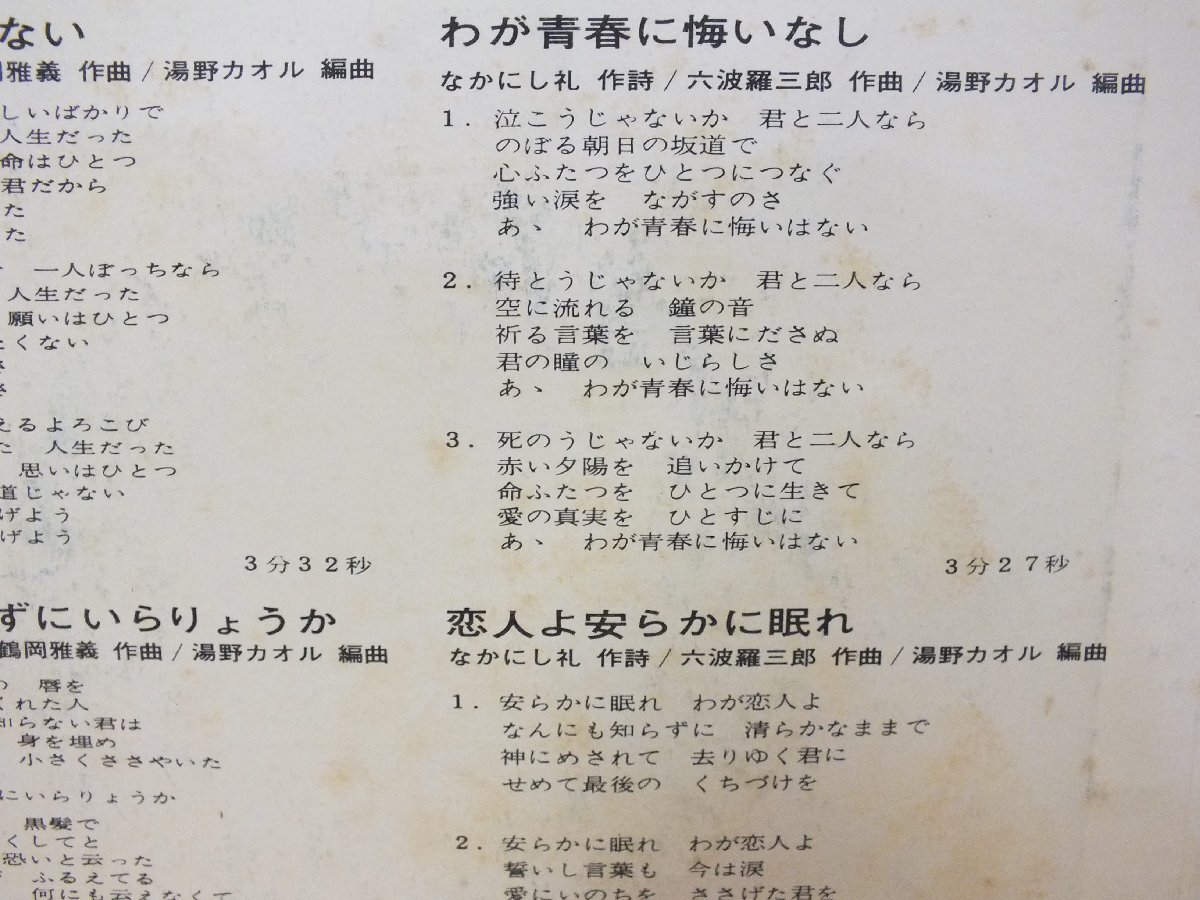 ない
雅義 作曲/湯野カオル 編曲
しいばかりで
人生だった
命はひとつ
君だから
た
た
一人ぼっちなら
人生だった
願いはひとつ
くない
えるよろこび
た 人生だった
思いはひとつ
道じゃない
げよう
げよう
3分32秒
わが青春に悔いなし
なかにし礼 作詩/六波羅三郎 作曲/湯野カオル 編曲
1. 泣こうじゃないか 君と二人なら
のぼる朝日の坂道で
心ふたつをひとつにつなぐ
強い涙を ながすのさ
あゝ わが青春に悔いはない
2. 待とうじゃないか 君と二人なら
空に流れる 鐘の音
祈る言葉を 言葉にださぬ
君の瞳の いじらしさ
あゝ わが青春に悔いはない
3. 死のうじゃないか 君と二人なら
赤い夕陽を 追いかけて
命ふたつを ひとつに生きて
愛の真実を ひとすじに
あゝ わが青春に悔いはない
3分27秒
ずにいらりょうか
鶴岡雅義 作曲/湯野カオル 編曲
の 唇を
くれた人
知らない君は
身を埋め
小さくささやいた
にいらりょうか
黒髪で
くしてと
恐いと云った
ふるえてる
何にも云えなくて
恋人よ安らかに眠れ
なかにし礼 作詩/六波羅三郎 作曲/湯野カオル 編曲
1. 安らかに眠れ わが恋人よ
なんにも知らずに 清らかなままで
神にめされて 去りゆく君に
せめて最後の くちづけを
2. 安らかに眠れ わが恋人よ
誓いし言葉も 今は涙
愛にいのちを ささげた君を